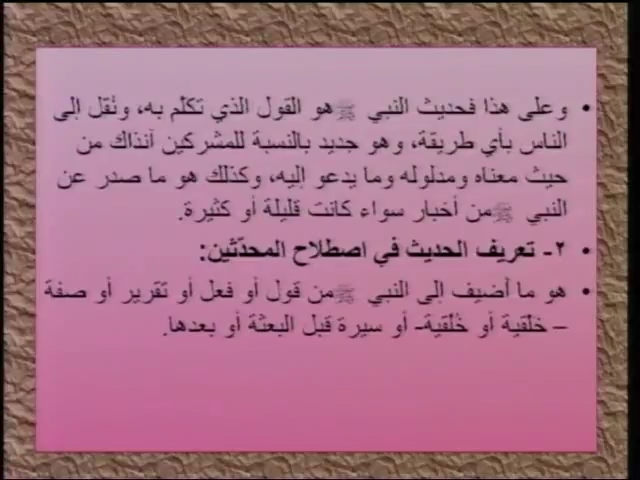 • وعلى هذا فحديث النبي ﷺ هو القول الذي تكلم به، ونُقل إلى
الناس بأي طريقة، وهو جديد بالنسبة للمشركين آنذاك من
حيث معناه ومدلوله وما يدعو إليه، وكذلك هو ما صدر عن
النبي ﷺ من أخبار سواء كانت قليلة أو كثيرة.
• ٢- تعريف الحديث في اصطلاح المحدّثين:
• هو ما أضيف إلى النبي ﷺ من قول أو فعل أو تقرير أو صفة
– خَلْقية أو خُلُقية- أو سيرة قبل البعثة أو بعدها.